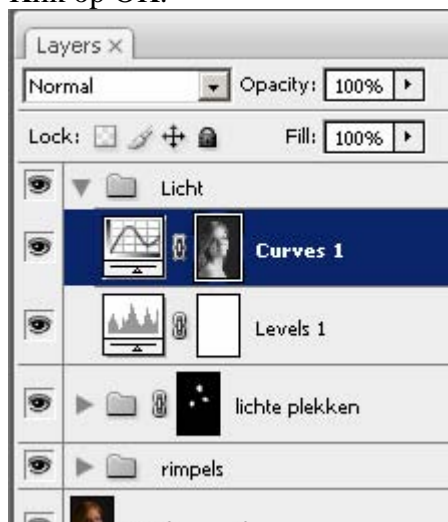 Klik op OK.
Layers ×
Normal Opacity: 100%
Lock: Fill: 100%
Licht
Curves 1
Levels 1
lichte plekken
rimpels